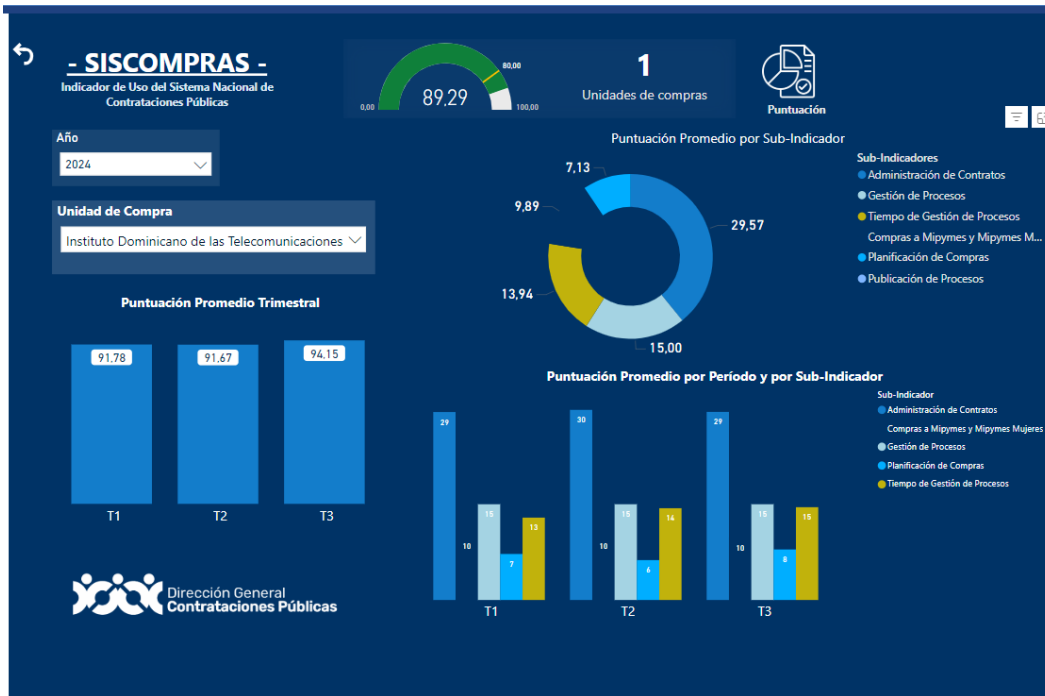 - SISCOMPRAS -
Indicador de Uso del Sistema Nacional de
Contrataciones Públicas
80,00
0,00
89,29
100,00
1
Unidades de compras
Puntuación
Año
2024
Unidad de Compra
Instituto Dominicano de las Telecomunicaciones
Puntuación Promedio por Sub-Indicador
7,13
9,89
29,57
13,94
15,00
Sub-Indicadores
Administración de Contratos
Gestión de Procesos
Tiempo de Gestión de Procesos
Compras a Mipymes y Mipymes M...
Planificación de Compras
Publicación de Procesos
Puntuación Promedio Trimestral
91,78
91,67
94,15
T1
T2
T3
Puntuación Promedio por Período y por Sub-Indicador
Sub-Indicador
Administración de Contratos
Compras a Mipymes y Mipymes Mujeres
Gestión de Procesos
Planificación de Compras
Tiempo de Gestión de Procesos
29
10
15
7
13
30
10
15
6
16
29
10
15
8
15
T1
T2
T3
Dirección General
Contrataciones Públicas